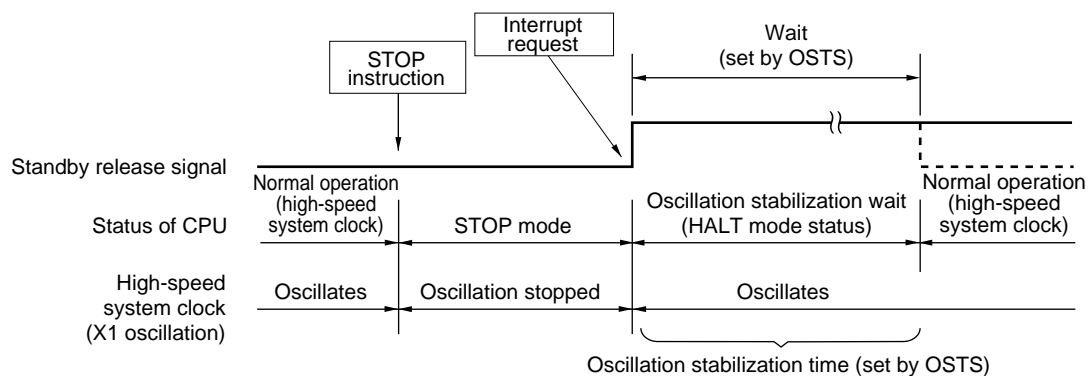 Interrupt
request
Wait
(set by OSTS)
STOP
instruction
Standby release signal
Normal operation
(high-speed
system clock)
Status of CPU
STOP mode
Oscillation stabilization wait
(HALT mode status)
Normal operation
(high-speed
system clock)
High-speed
system clock
(X1 oscillation)
Oscillates
Oscillation stopped
Oscillates
Oscillation stabilization time (set by OSTS)